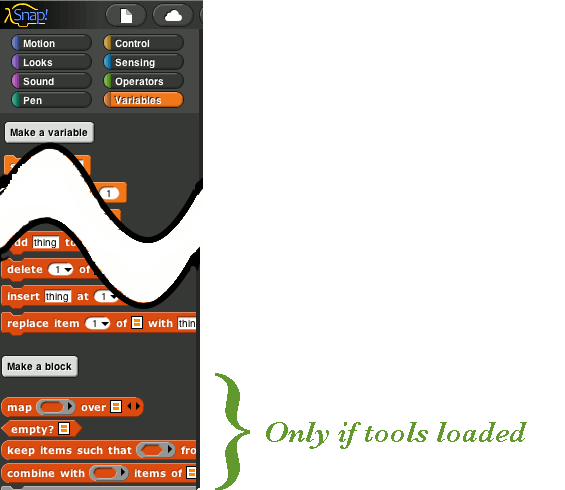 λSnap!
Motion Control
Looks Sensing
Sound Operators
Pen Variables
Make a variable
1
thing to
delete 1 of
insert thing at 1
replace item 1 of with thin
Make a block
map over
empty?
keep items such that fro
combine with items of
Only if tools loaded